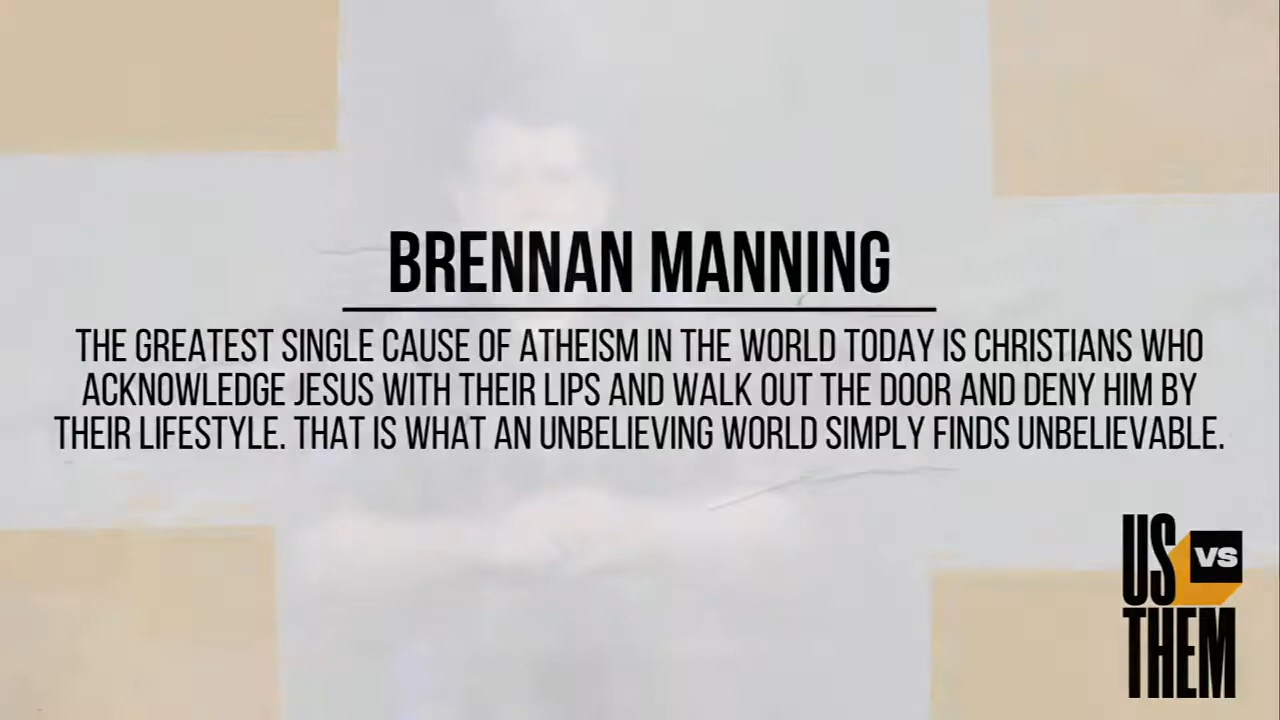 BRENNAN MANNING
THE GREATEST SINGLE CAUSE OF ATHEISM IN THE WORLD TODAY IS CHRISTIANS WHO
ACKNOWLEDGE JESUS WITH THEIR LIPS AND WALK OUT THE DOOR AND DENY HIM BY
THEIR LIFESTYLE. THAT IS WHAT AN UNBELIEVING WORLD SIMPLY FINDS UNBELIEVABLE.
US VS
THEM